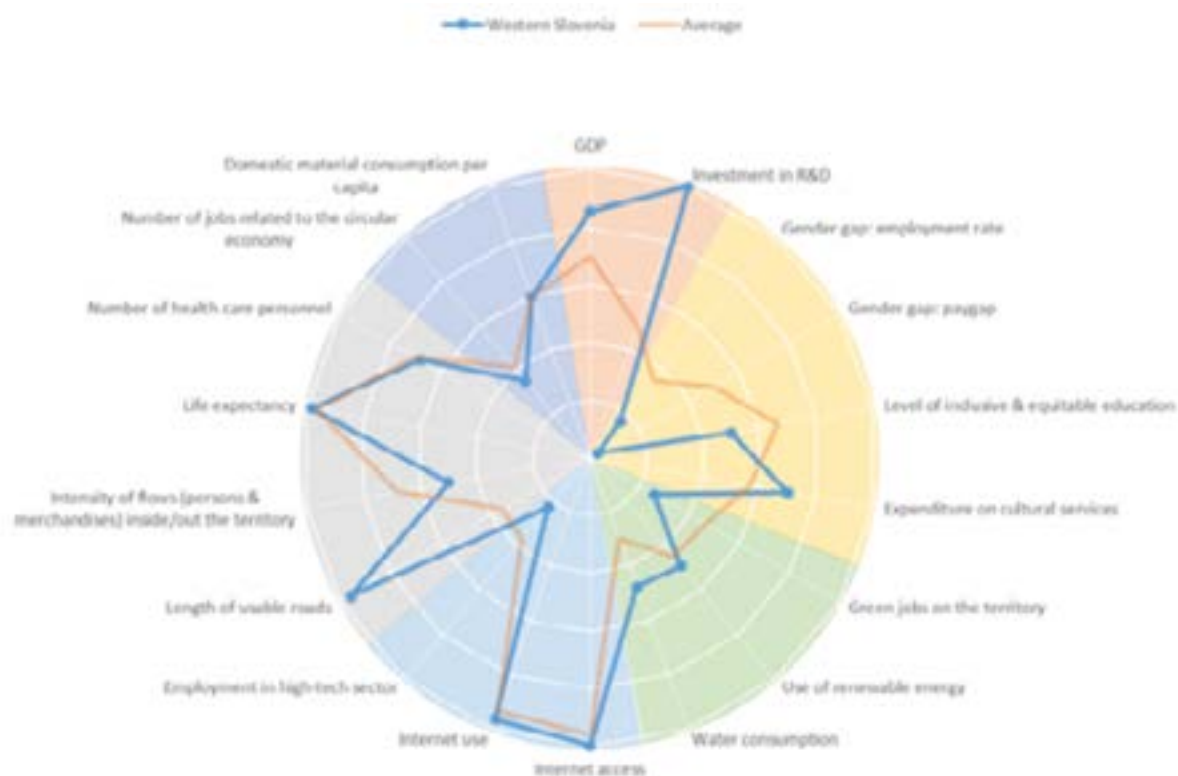 Western Slovenia
Average
GDP
Investment in R&D
Gender gap: employment rate
Gender gap: paygap
Level of inclusive & equitable education
Expenditure on cultural services
Green jobs on the territory
Use of renewable energy
Water consumption
Internet access
Internet use
Employment in high-tech sector
Length of usable roads
Intensity of flows (persons &
merchandises) inside/out the territory
Life expectancy
Number of health care personnel
Number of jobs related to the circular
economy
Domestic material consumption per
capita